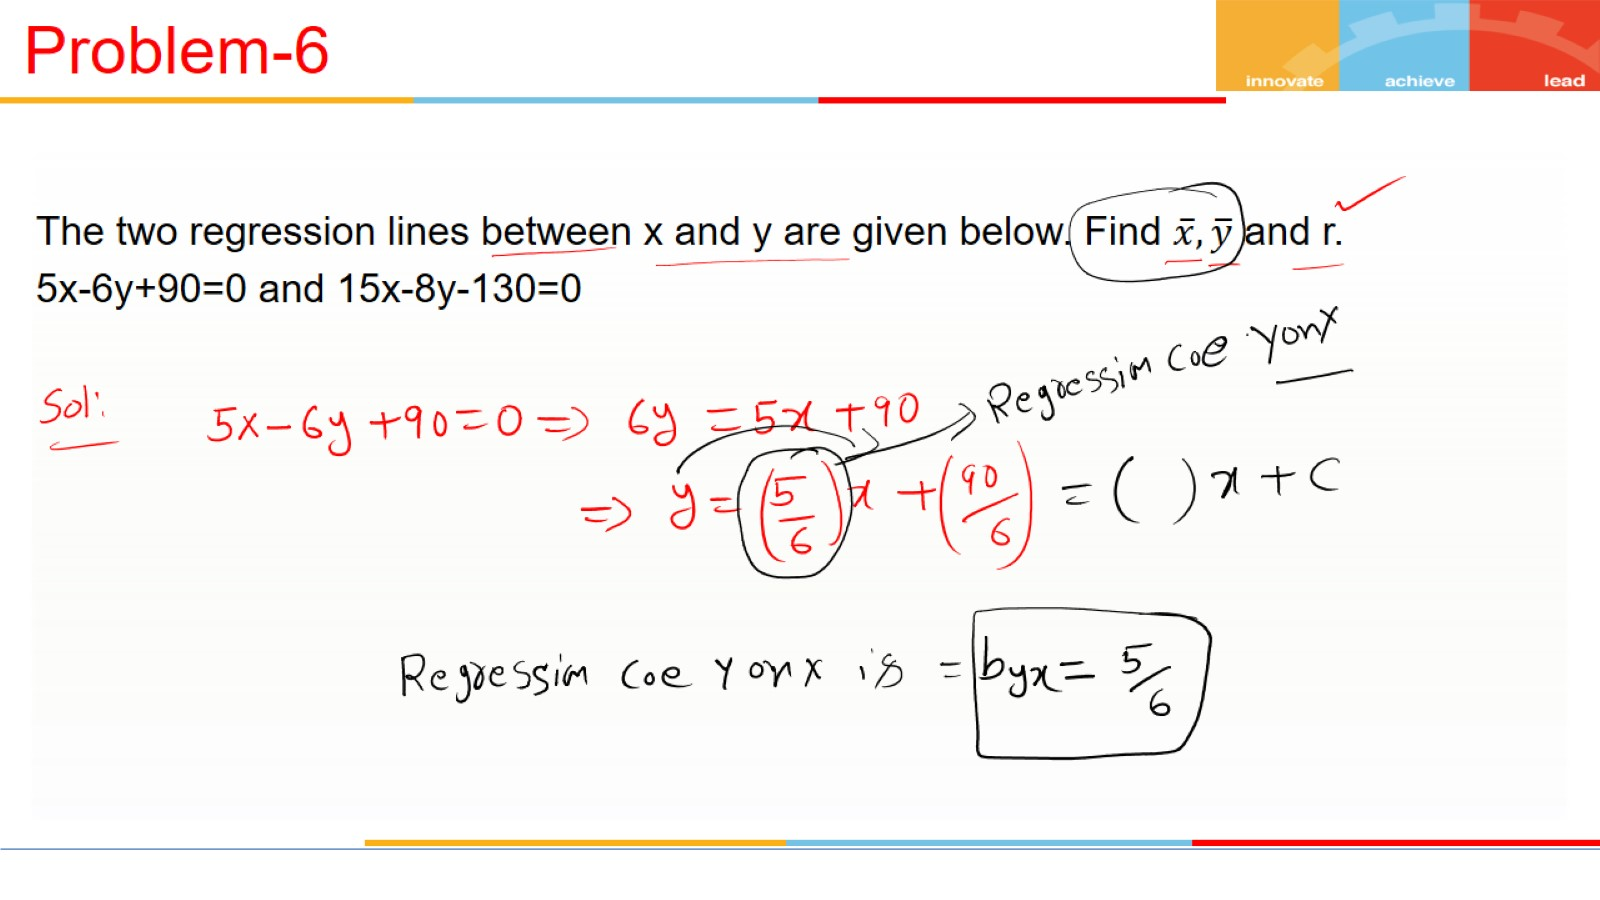 Problem-6
innovate achieve lead
The two regression lines between x and y are given below. Find x̄, ȳ and r.
5x-6y+90=0 and 15x-8y-130=0
Regression Coe Y on X
Sol: 5x-6y+90=0 ⇒ 6y = 5x+90
⇒ y = (5/6)x + (90/6) = ( )x + C
Regression Coe Y on X is = byx = 5/6